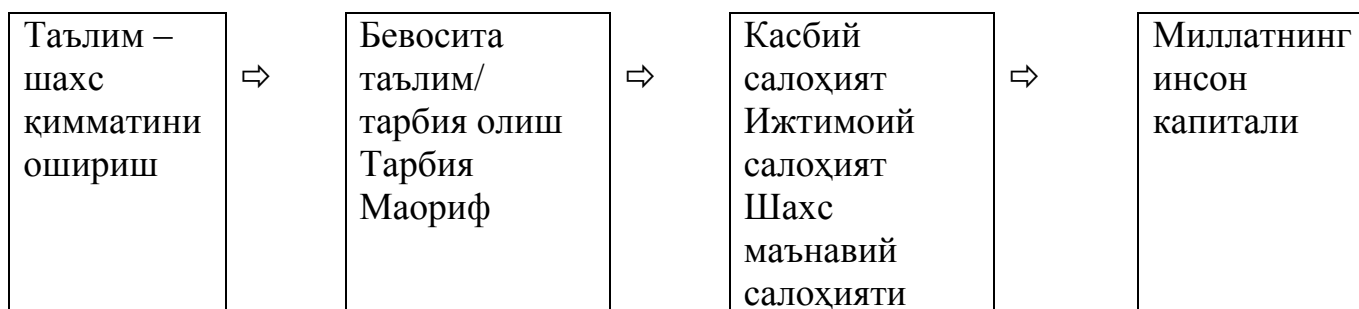 Таълим –
шахс
қимматини
ошириш
⇨
Бевосита
таълим/
тарбия олиш
Тарбия
Маориф
⇨
Касбий
салоҳият
Ижтимоий
салоҳият
Шахс
маънавий
салоҳияти
⇨
Миллатнинг
инсон
капитали